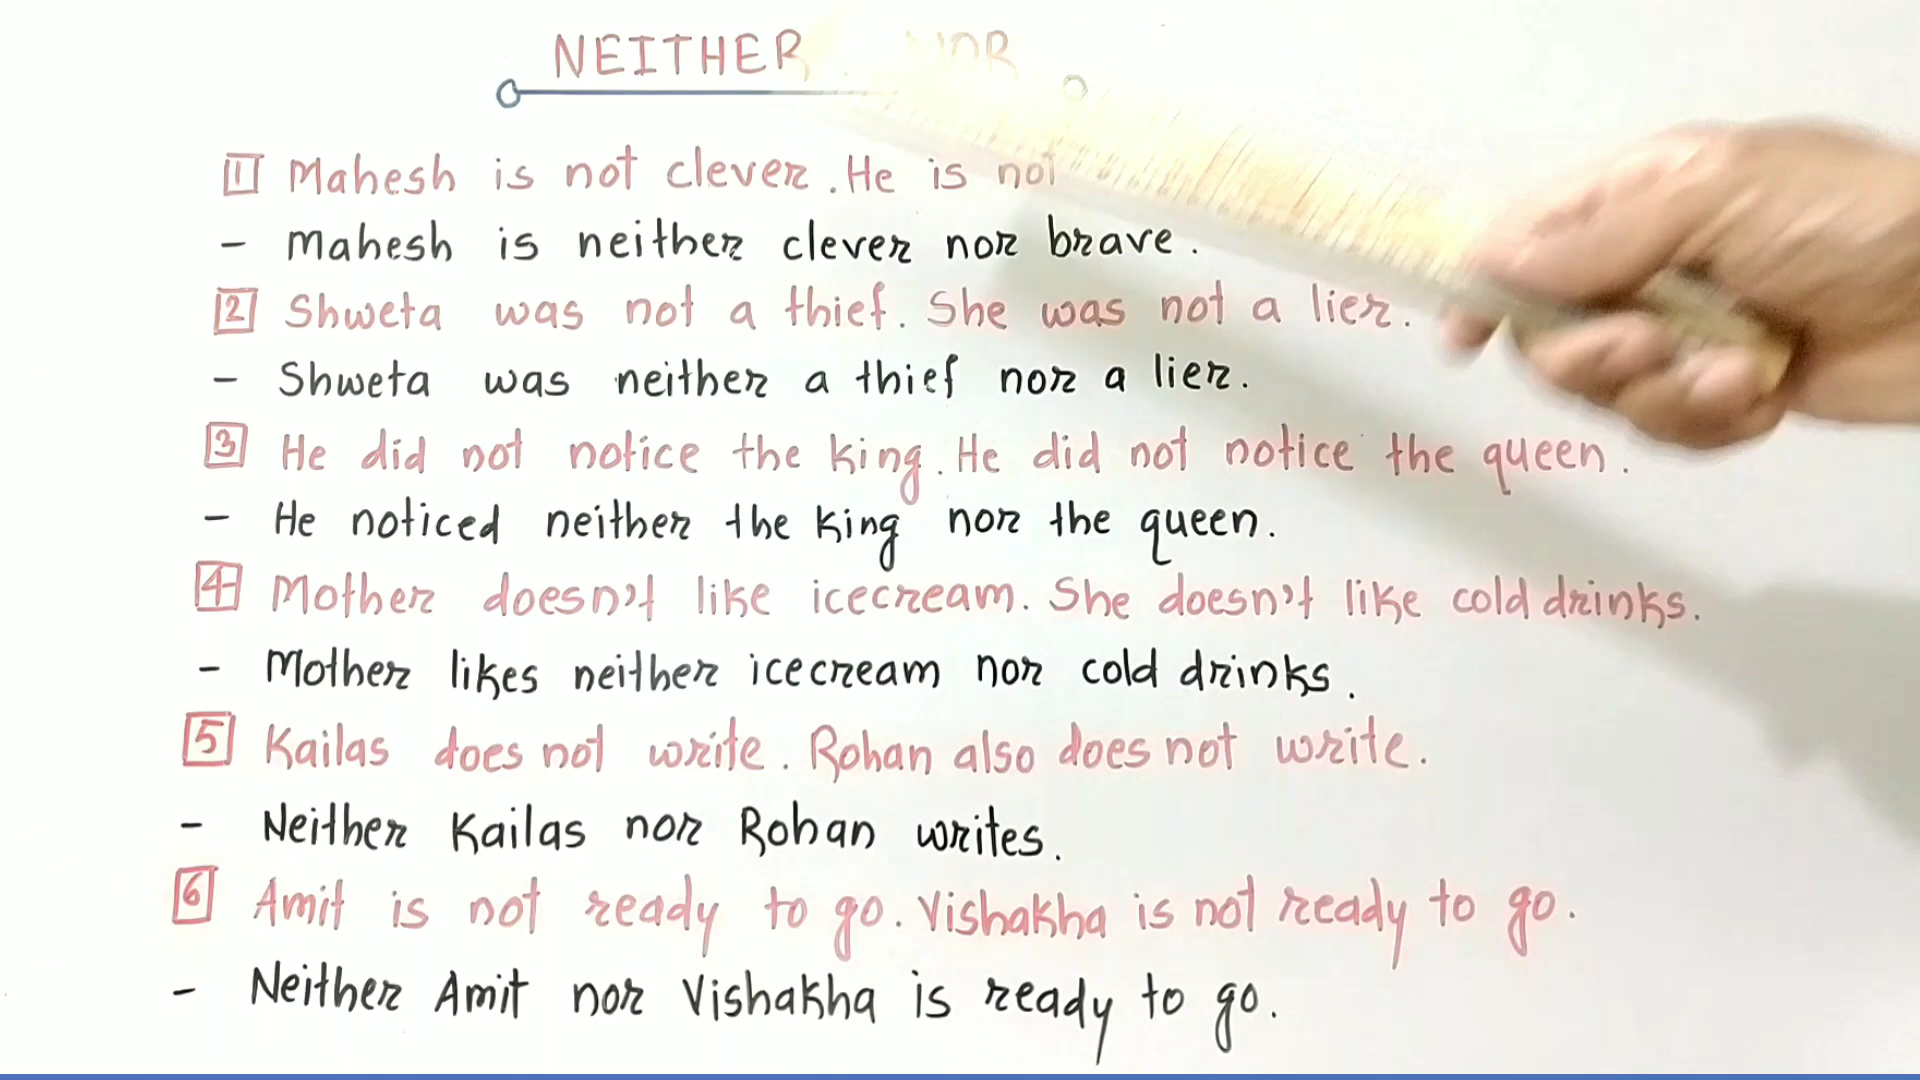 NEITHER NOR
1 Mahesh is not clever. He is not
- Mahesh is neither clever nor brave.
2 Shweta was not a thief. She was not a lier.
- Shweta was neither a thief nor a lier.
3 He did not notice the king. He did not notice the queen.
- He noticed neither the king nor the queen.
4 Mother doesn't like icecream. She doesn't like cold drinks.
- Mother likes neither icecream nor cold drinks.
5 Kailas does not write. Rohan also does not write.
- Neither Kailas nor Rohan writes.
6 Amit is not ready to go. Vishakha is not ready to go.
- Neither Amit nor Vishakha is ready to go.